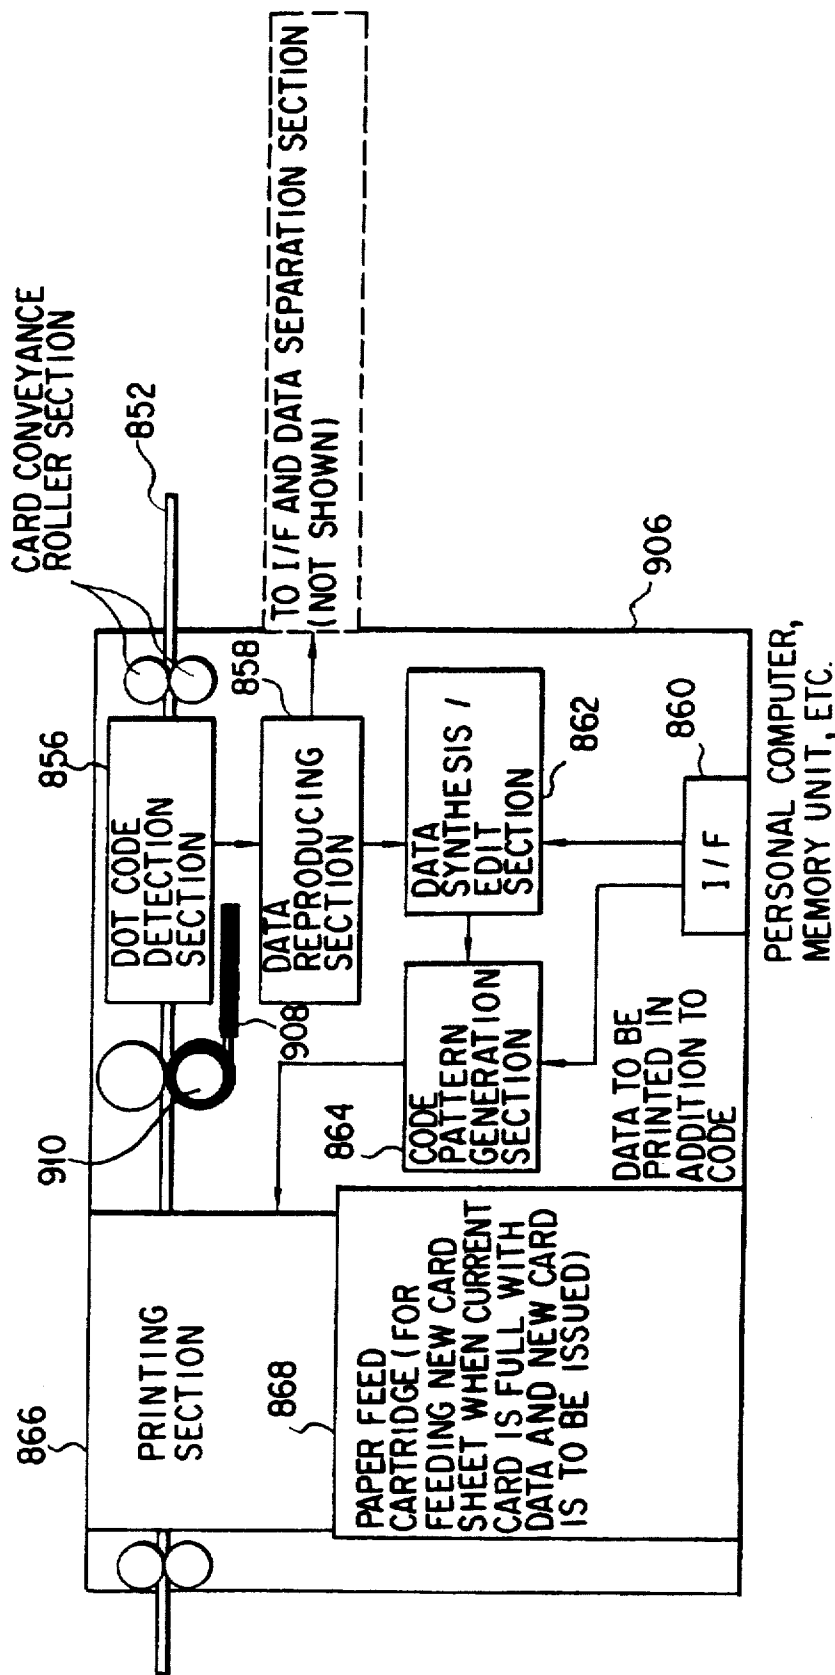 CARD CONVEYANCE
ROLLER SECTION
852
856
DOT CODE
DETECTION
SECTION
910
908
858
DATA
REPRODUCING
SECTION
TO I/F AND DATA SEPARATION SECTION
(NOT SHOWN)
866
PRINTING
SECTION
864
CODE
PATTERN
GENERATION
SECTION
DATA
SYNTHESIS /
EDIT
SECTION
862
906
868
PAPER FEED
CARTRIDGE (FOR
FEEDING NEW CARD
SHEET WHEN CURRENT
CARD IS FULL WITH
DATA AND NEW CARD
IS TO BE ISSUED)
DATA TO BE
PRINTED IN
ADDITION TO
CODE
860
I/F
PERSONAL COMPUTER,
MEMORY UNIT, ETC.